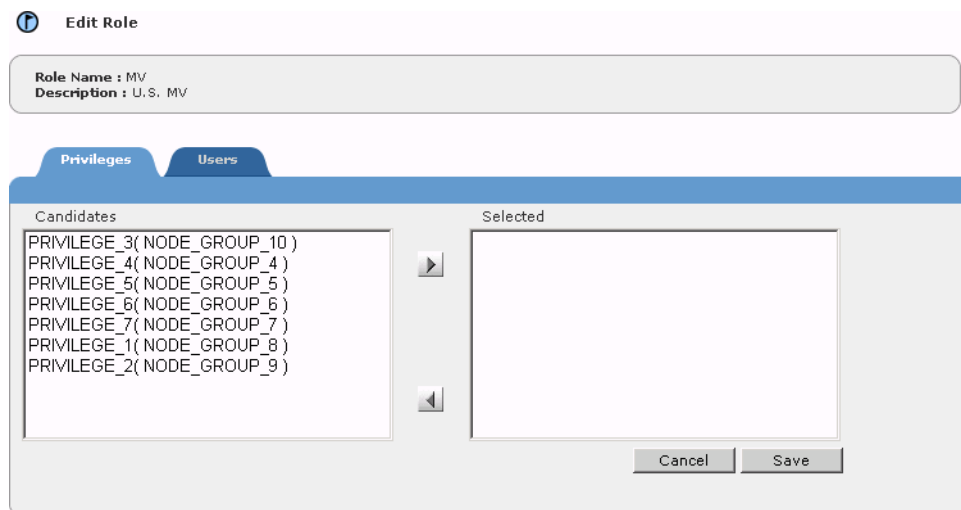 Edit Role
Role Name : MV
Description : U.S. MV
Privileges
Users
Candidates
Selected
PRIVILEGE_3( NODE_GROUP_10 )
PRIVILEGE_4( NODE_GROUP_4 )
PRIVILEGE_5( NODE_GROUP_5 )
PRIVILEGE_6( NODE_GROUP_6 )
PRIVILEGE_7( NODE_GROUP_7 )
PRIVILEGE_1( NODE_GROUP_8 )
PRIVILEGE_2( NODE_GROUP_9 )
Cancel
Save